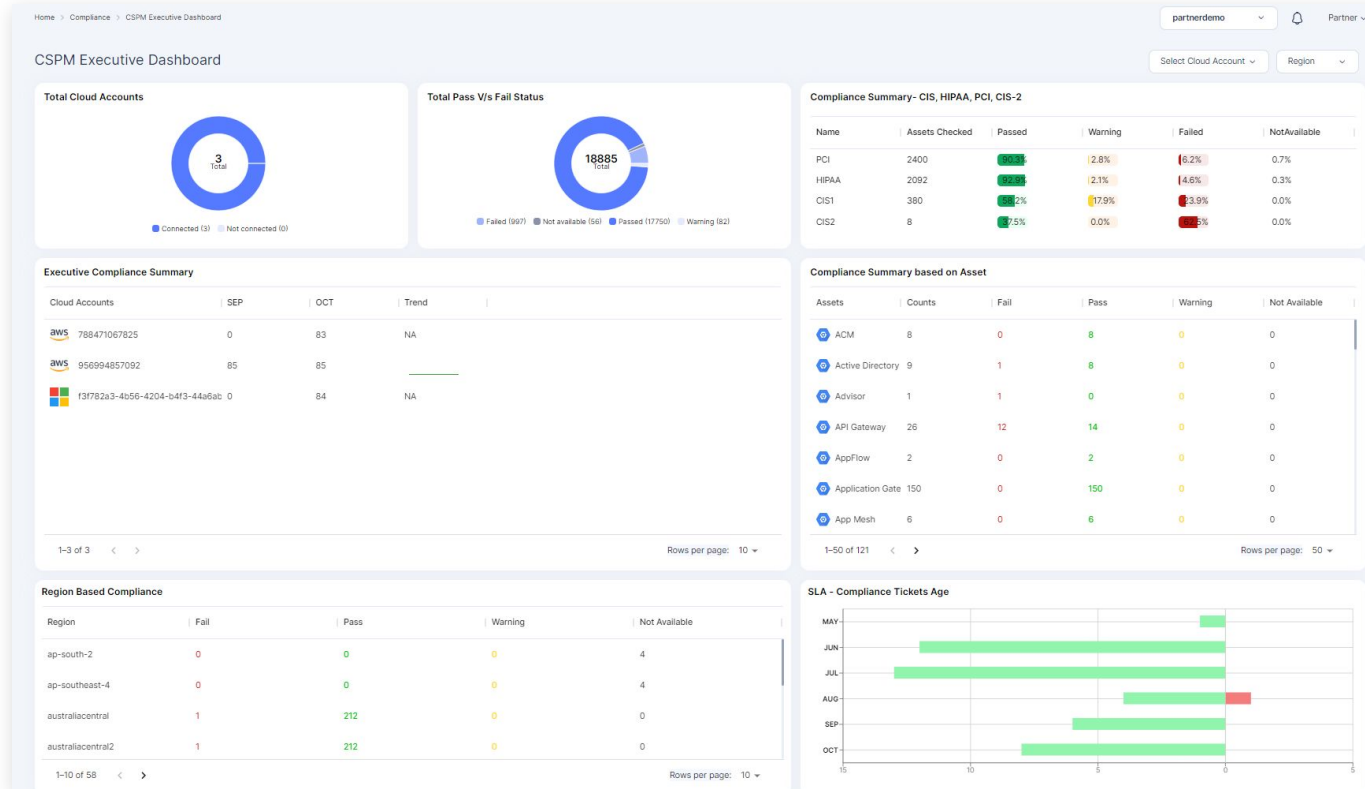 Home > Compliance > CSPM Executive Dashboard
partnerdemo
Partner
CSPM Executive Dashboard
Select Cloud Account
Region
Total Cloud Accounts
3
Total
Connected (3) Not connected (0)
Total Pass V/s Fail Status
18885
Total
Failed (997) Not available (56) Passed (17750) Warning (82)
Compliance Summary- CIS, HIPAA, PCI, CIS-2
Name Assets Checked Passed Warning Failed NotAvailable
PCI 2400 90.3% 2.8% 6.2% 0.7%
HIPAA 2092 92.9% 2.1% 4.6% 0.3%
CIS1 380 58.2% 17.9% 23.9% 0.0%
CIS2 8 37.5% 0.0% 62.5% 0.0%
Executive Compliance Summary
Cloud Accounts SEP OCT Trend
aws 788471067825 0 83 NA
aws 956994857092 85 85
f3f782a3-4b56-4204-b4f3-44a6ab 0 84 NA
1–3 of 3 < > Rows per page: 10
Compliance Summary based on Asset
Assets Counts Fail Pass Warning Not Available
ACM 8 0 8 0 0
Active Directory 9 1 8 0 0
Advisor 1 1 0 0 0
API Gateway 26 12 14 0 0
AppFlow 2 0 2 0 0
Application Gate 150 0 150 0 0
App Mesh 6 0 6 0 0
1–50 of 121 < > Rows per page: 50
Region Based Compliance
Region Fail Pass Warning Not Available
ap-south-2 0 0 0 4
ap-southeast-4 0 0 0 4
australiacentral 1 212 0 0
australiacentral2 1 212 0 0
1–10 of 58 < > Rows per page: 10
SLA - Compliance Tickets Age
MAY
JUN
JUL
AUG
SEP
OCT
15 10 5 0 5